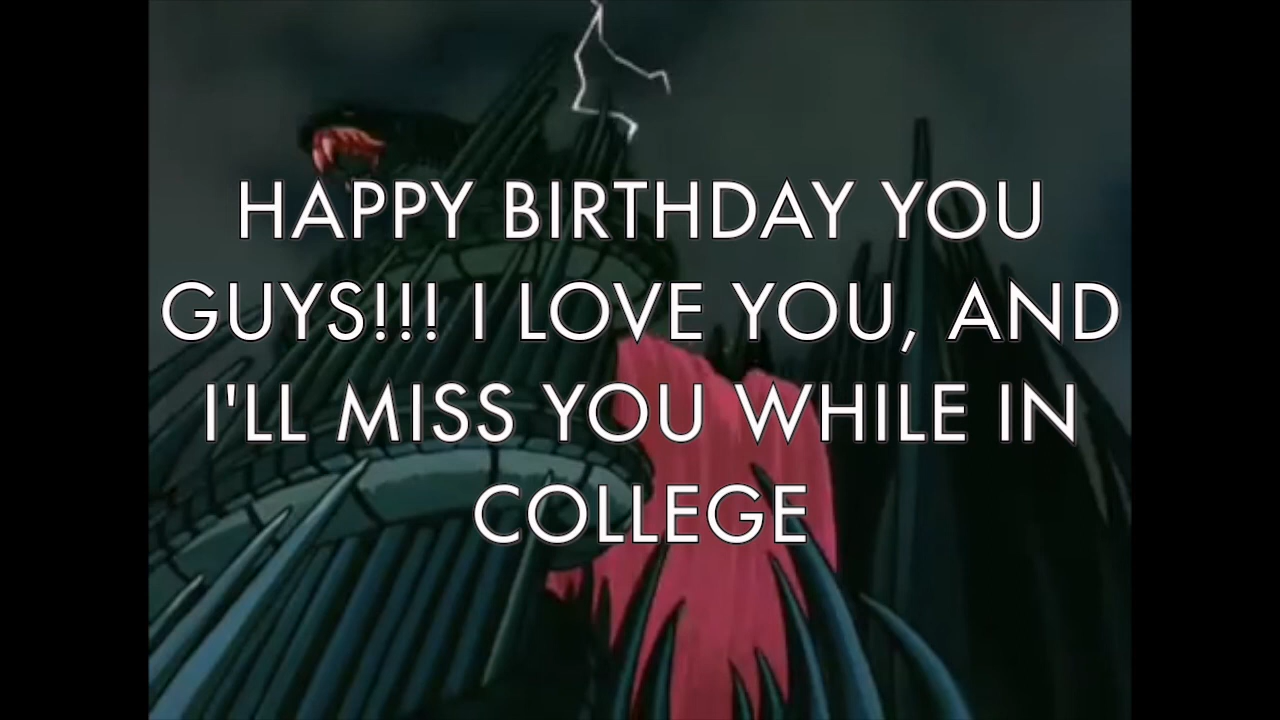 HAPPY BIRTHDAY YOU
GUYS!!! I LOVE YOU, AND
I'LL MISS YOU WHILE IN
COLLEGE